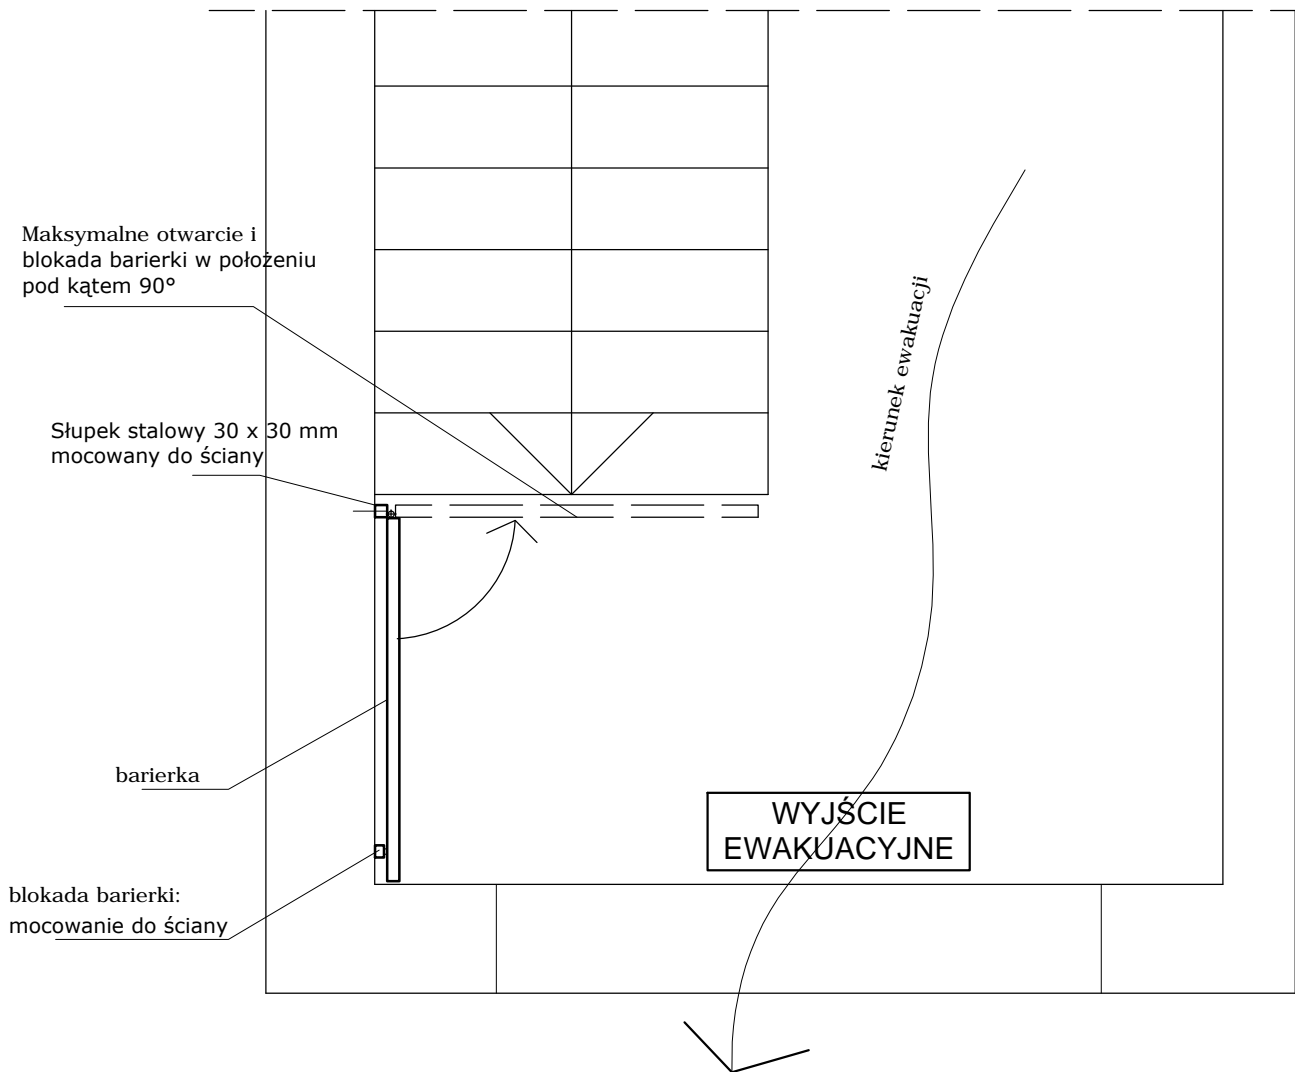 Maksymalne otwarcie i
blokada barierki w położeniu
pod kątem 90°
kierunek ewakuacji
Słupek stalowy 30 x 30 mm
mocowany do ściany
barierka
WYJŚCIE
EWAKUACYJNE
blokada barierki:
mocowanie do ściany